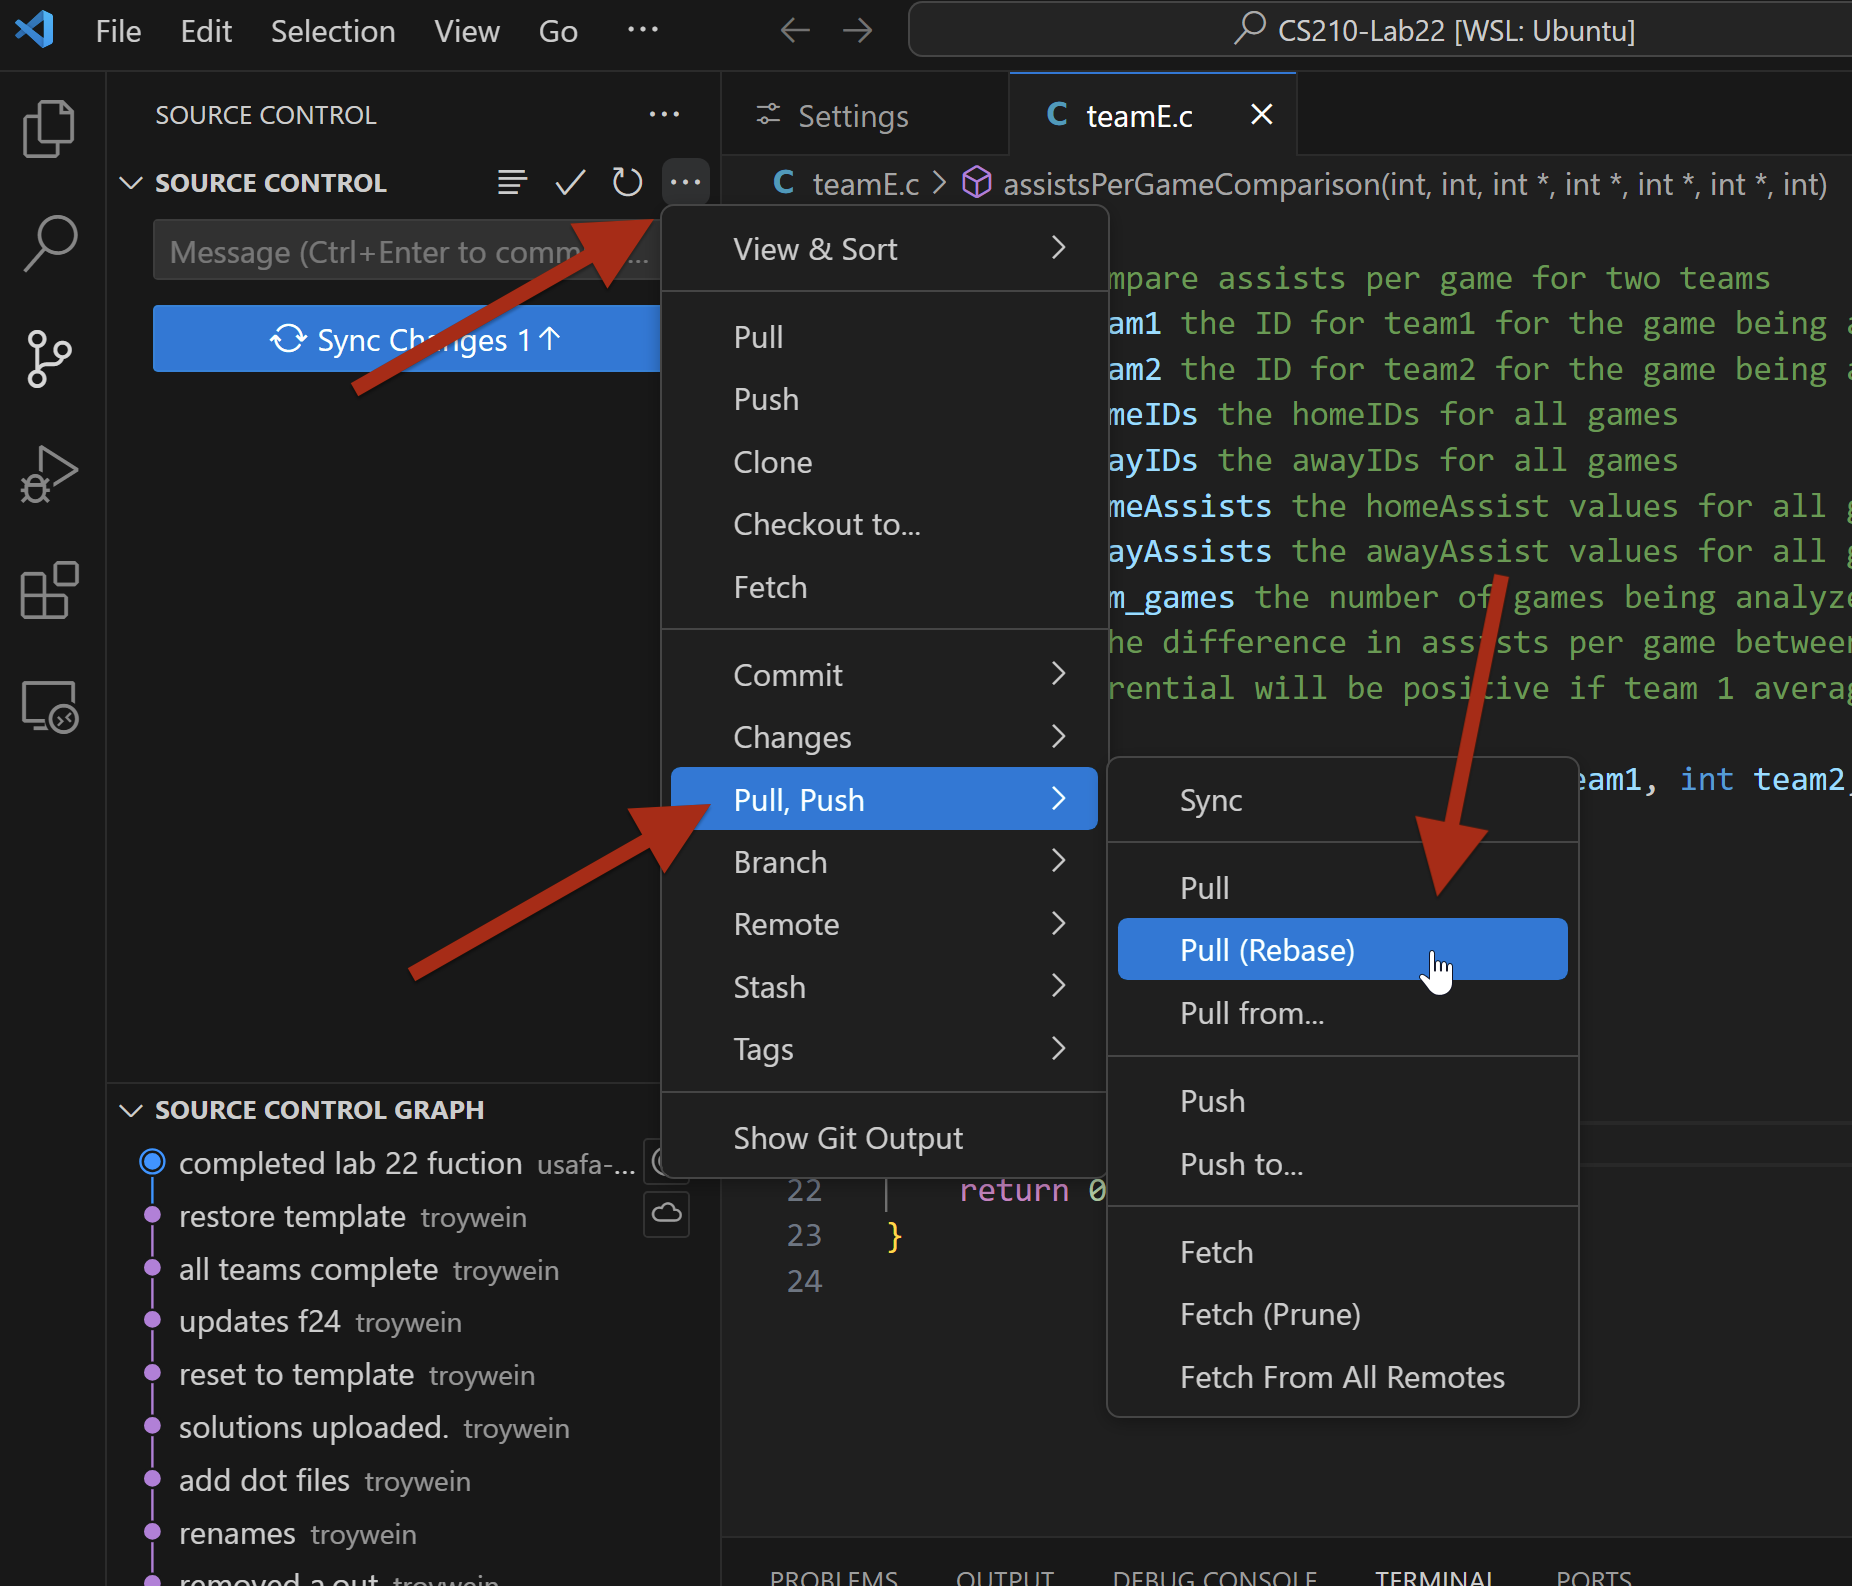 File Edit Selection View Go ···
CS210-Lab22 [WSL: Ubuntu]
SOURCE CONTROL ···
SOURCE CONTROL ···
Message (Ctrl+Enter to comm ...
Sync Changes 1↑
Settings
C teamE.c ×
C teamE.c > assistsPerGameComparison(int, int, int *, int *, int *, int *, int)
View & Sort >
Pull
Push
Clone
Checkout to...
Fetch
Commit >
Changes >
Pull, Push >
Branch >
Remote >
Stash >
Tags >
Show Git Output
mpare assists per game for two teams
am1 the ID for team1 for the game being
am2 the ID for team2 for the game being
meIDs the homeIDs for all games
ayIDs the awayIDs for all games
meAssists the homeAssist values for all g
ayAssists the awayAssist values for all g
m_games the number of games being analyze
he difference in assists per game between
rential will be positive if team 1 averag
eam1, int team2,
Sync
Pull
Pull (Rebase)
Pull from...
Push
Push to...
Fetch
Fetch (Prune)
Fetch From All Remotes
22 return 0
23 }
24
SOURCE CONTROL GRAPH
completed lab 22 fuction usafa-...
restore template troywein
all teams complete troywein
updates f24 troywein
reset to template troywein
solutions uploaded. troywein
add dot files troywein
renames troywein
removed a.out troywein
PROBLEMS OUTPUT DEBUG CONSOLE TERMINAL PORTS